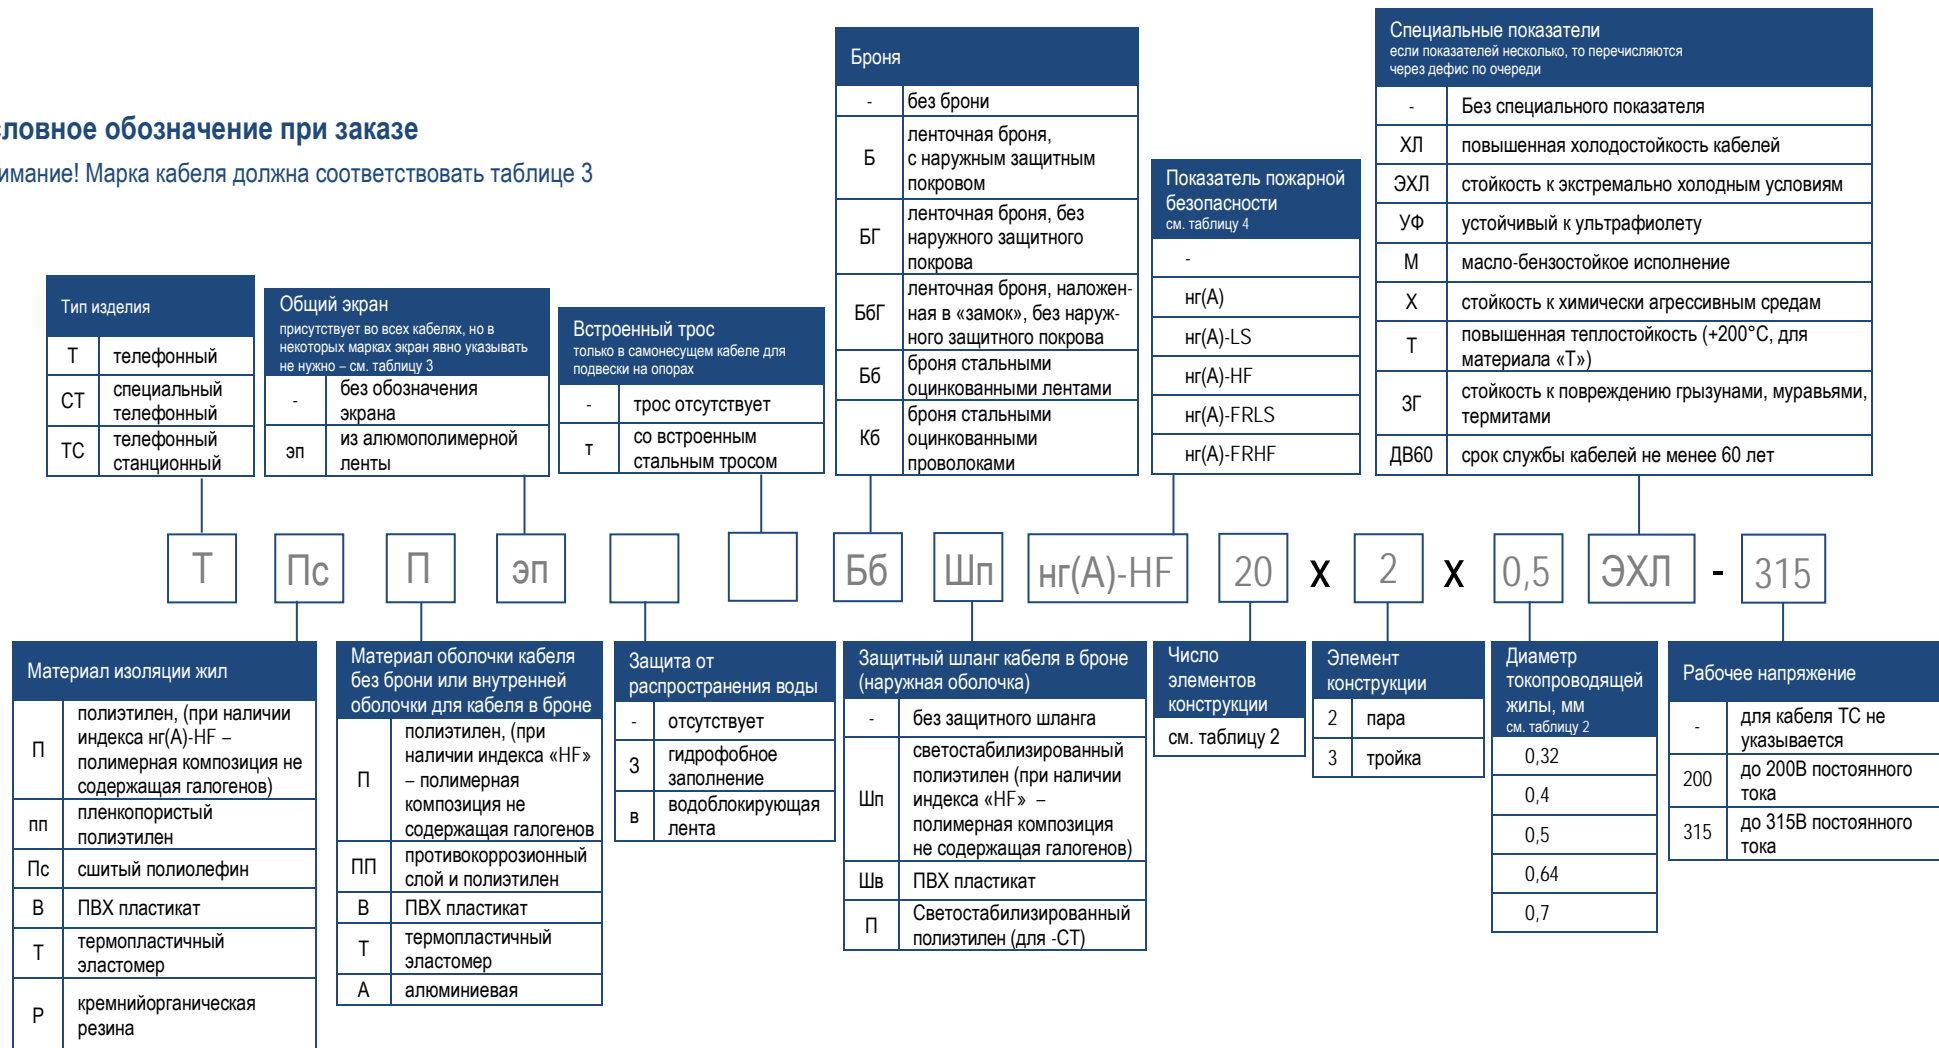 словное обозначение при заказе
имание! Марка кабеля должна соответствовать таблице 3
Тип изделия
Т телефонный
СТ специальный
телефонный
ТС телефонный
станционный
Общий экран
присутствует во всех кабелях, но в
некоторых марках экран явно указывать
не нужно – см. таблицу 3
- без обозначения
экрана
эп из алюмополимерной
ленты
Встроенный трос
только в самонесущем кабеле для
подвески на опорах
- трос отсутствует
т со встроенным
стальным тросом
Броня
- без брони
Б ленточная броня,
с наружным защитным
покровом
БГ ленточная броня, без
наружного защитного
покрова
БбГ ленточная броня, наложен-
ная в «замок», без наруж-
ного защитного покрова
Бб броня стальными
оцинкованными лентами
Кб броня стальными
оцинкованными
проволоками
Показатель пожарной
безопасности
см. таблицу 4
-
нг(А)
нг(А)-LS
нг(А)-HF
нг(А)-FRLS
нг(А)-FRHF
Специальные показатели
если показателей несколько, то перечисляются
через дефис по очереди
- Без специального показателя
ХЛ повышенная холодостойкость кабелей
ЭХЛ стойкость к экстремально холодным условиям
УФ устойчивый к ультрафиолету
М масло-бензостойкое исполнение
Х стойкость к химически агрессивным средам
Т повышенная теплостойкость (+200°С, для
материала «Т»)
ЗГ стойкость к повреждению грызунами, муравьями,
термитами
ДВ60 срок службы кабелей не менее 60 лет
Т Пс П эп Бб Шп нг(А)-HF 20 х 2 х 0,5 ЭХЛ - 315
Материал изоляции жил
П полиэтилен, (при наличии
индекса нг(А)-HF –
полимерная композиция не
содержащая галогенов)
пп пленкопористый
полиэтилен
Пс сшитый полиолефин
В ПВХ пластикат
Т термопластичный
эластомер
Р кремнийорганическая
резина
Материал оболочки кабеля
без брони или внутренней
оболочки для кабеля в броне
П полиэтилен, (при
наличии индекса «HF»
– полимерная
композиция не
содержащая галогенов
ПП противокоррозионный
слой и полиэтилен
В ПВХ пластикат
Т термопластичный
эластомер
А алюминиевая
Защита от
распространения воды
- отсутствует
З гидрофобное
заполнение
в водоблокирующая
лента
Защитный шланг кабеля в броне
(наружная оболочка)
- без защитного шланга
Шп светостабилизированный
полиэтилен (при наличии
индекса «HF» –
полимерная композиция
не содержащая галогенов)
Шв ПВХ пластикат
П Светостабилизированный
полиэтилен (для -СТ)
Число
элементов
конструкции
см. таблицу 2
Элемент
конструкции
2 пара
3 тройка
Диаметр
токопроводящей
жилы, мм
см. таблицу 2
0,32
0,4
0,5
0,64
0,7
Рабочее напряжение
- для кабеля ТС не
указывается
200 до 200В постоянного
тока
315 до 315В постоянного
тока